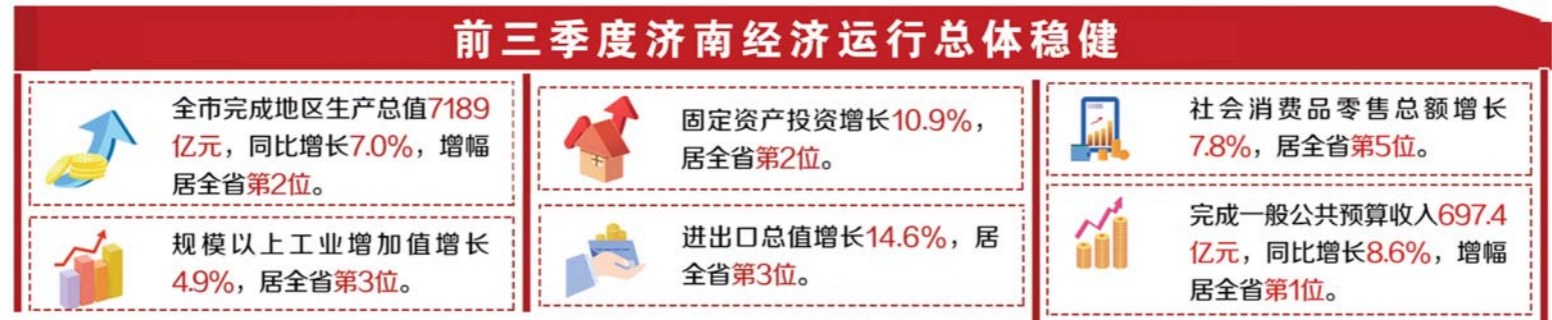 前三季度济南经济运行总体稳健
全市完成地区生产总值7189
亿元，同比增长7.0%，增幅
居全省第2位。
规模以上工业增加值增长
4.9%，居全省第3位。
固定资产投资增长10.9%，
居全省第2位。
进出口总值增长14.6%，居
全省第3位。
社会消费品零售总额增长
7.8%，居全省第5位。
完成一般公共预算收入697.4
亿元，同比增长8.6%，增幅
居全省第1位。